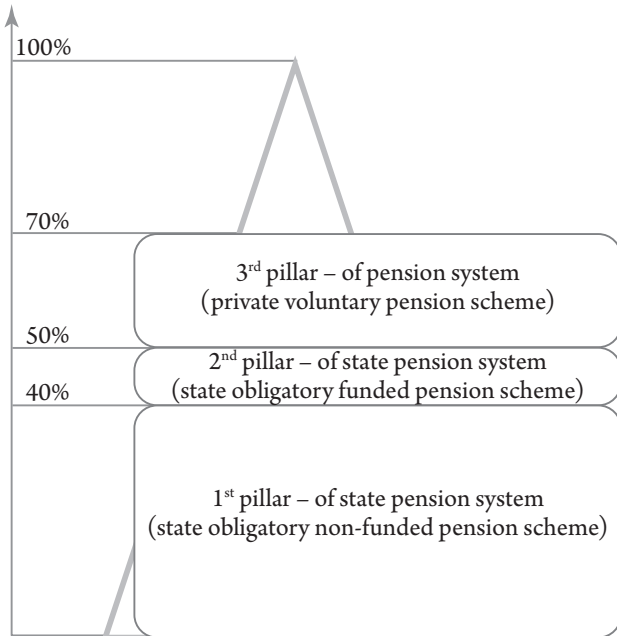 100%
70%
3rd pillar – of pension system
(private voluntary pension scheme)
50%
2nd pillar – of state pension system
(state obligatory funded pension scheme)
40%
1st pillar – of state pension system
(state obligatory non-funded pension scheme)